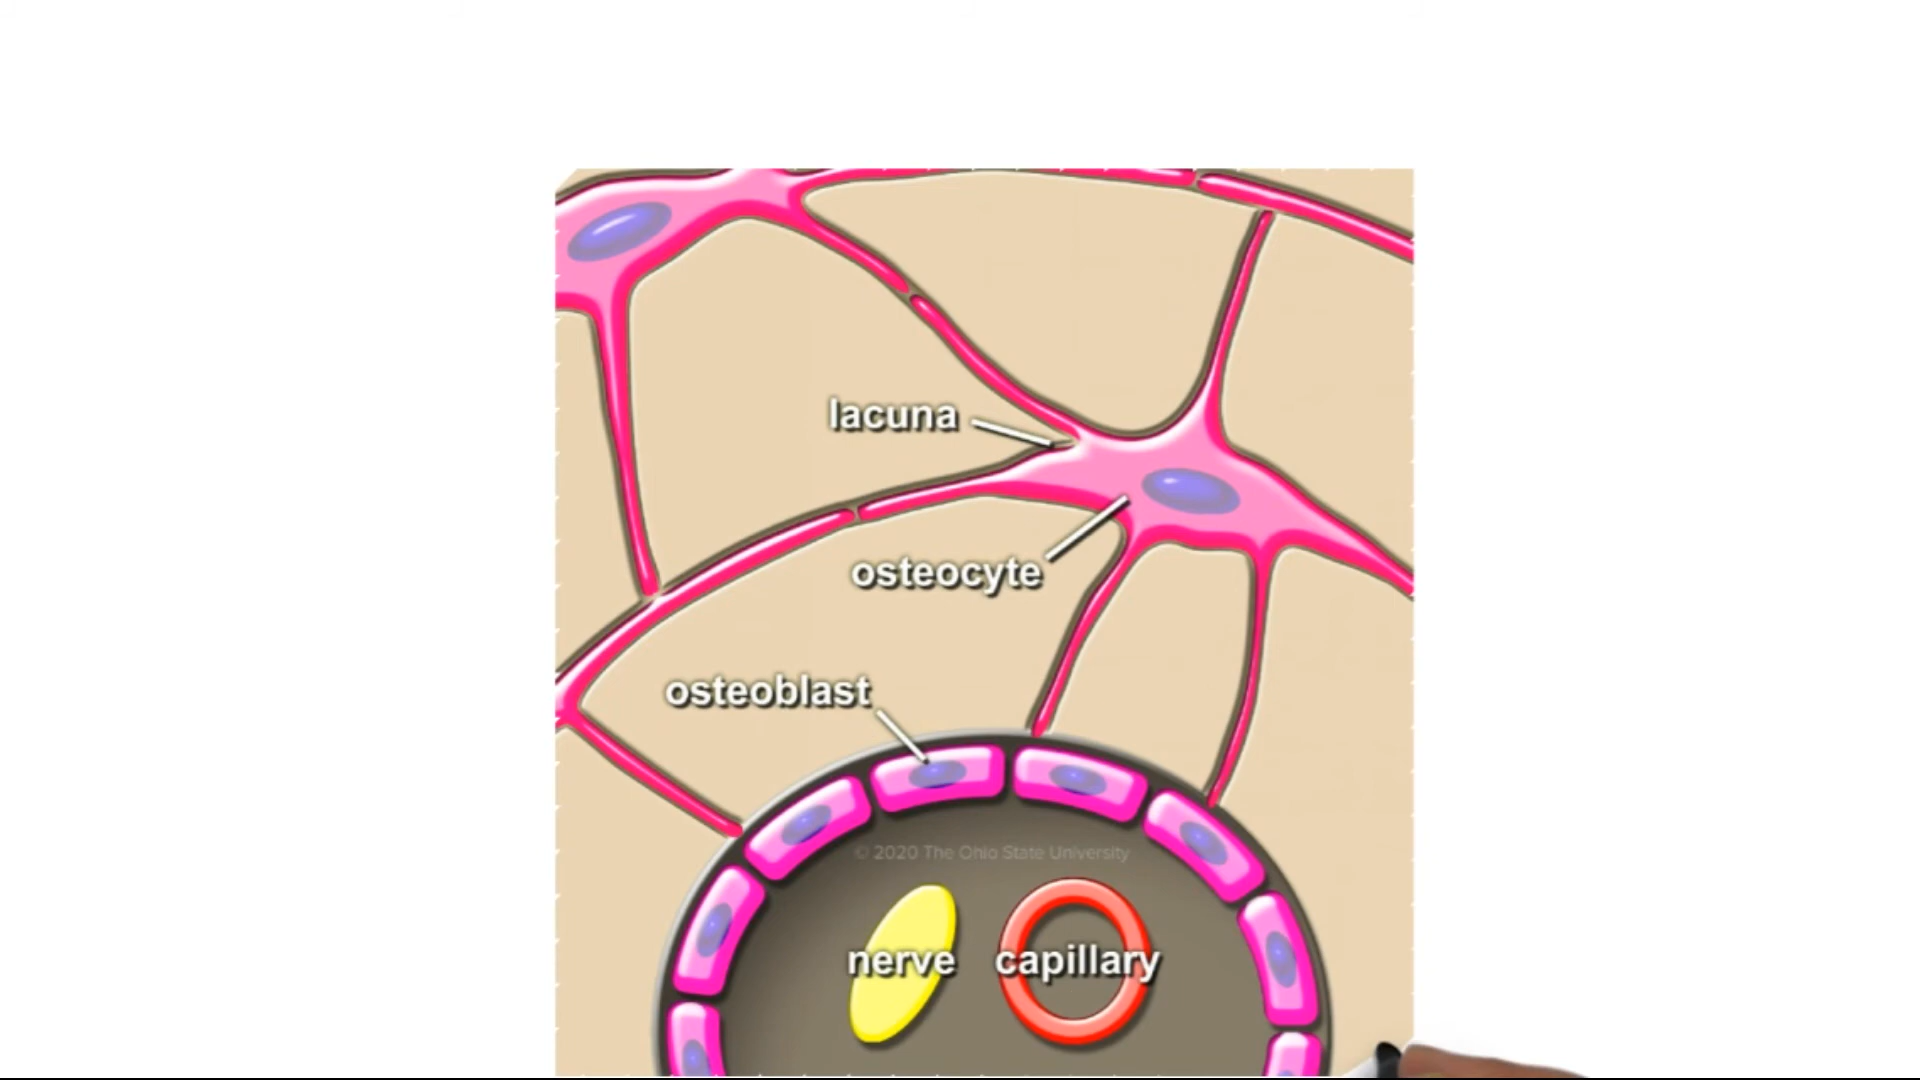 lacuna
osteocyte
osteoblast
© 2020 The Ohio State University
nerve
capillary